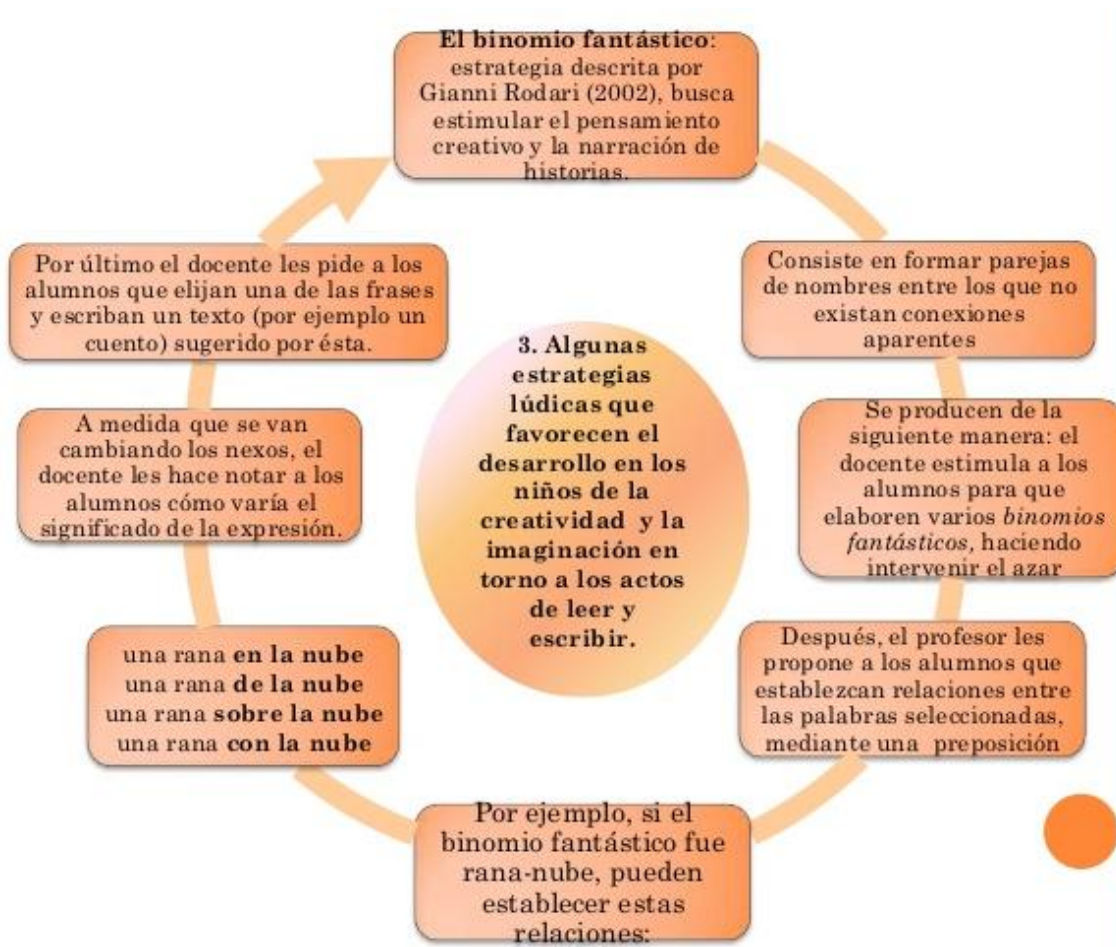 El binomio fantástico:
estrategia descrita por
Gianni Rodari (2002), busca
estimular el pensamiento
creativo y la narración de
historias.
Consiste en formar parejas
de nombres entre los que no
existan conexiones
aparentes
Se producen de la
siguiente manera: el
docente estimula a los
alumnos para que
elaboren varios binomios
fantásticos, haciendo
intervenir el azar
Después, el profesor les
propone a los alumnos que
establezcan relaciones entre
las palabras seleccionadas,
mediante una preposición
Por ejemplo, si el
binomio fantástico fue
rana-nube, pueden
establecer estas
relaciones:
una rana en la nube
una rana de la nube
una rana sobre la nube
una rana con la nube
A medida que se van
cambiando los nexos, el
docente les hace notar a los
alumnos cómo varía el
significado de la expresión.
Por último el docente les pide a los
alumnos que elijan una de las frases
y escriban un texto (por ejemplo un
cuento) sugerido por ésta.
3. Algunas
estrategias
lúdicas que
favorecen el
desarrollo en los
niños de la
creatividad y la
imaginación en
torno a los actos
de leer y
escribir.